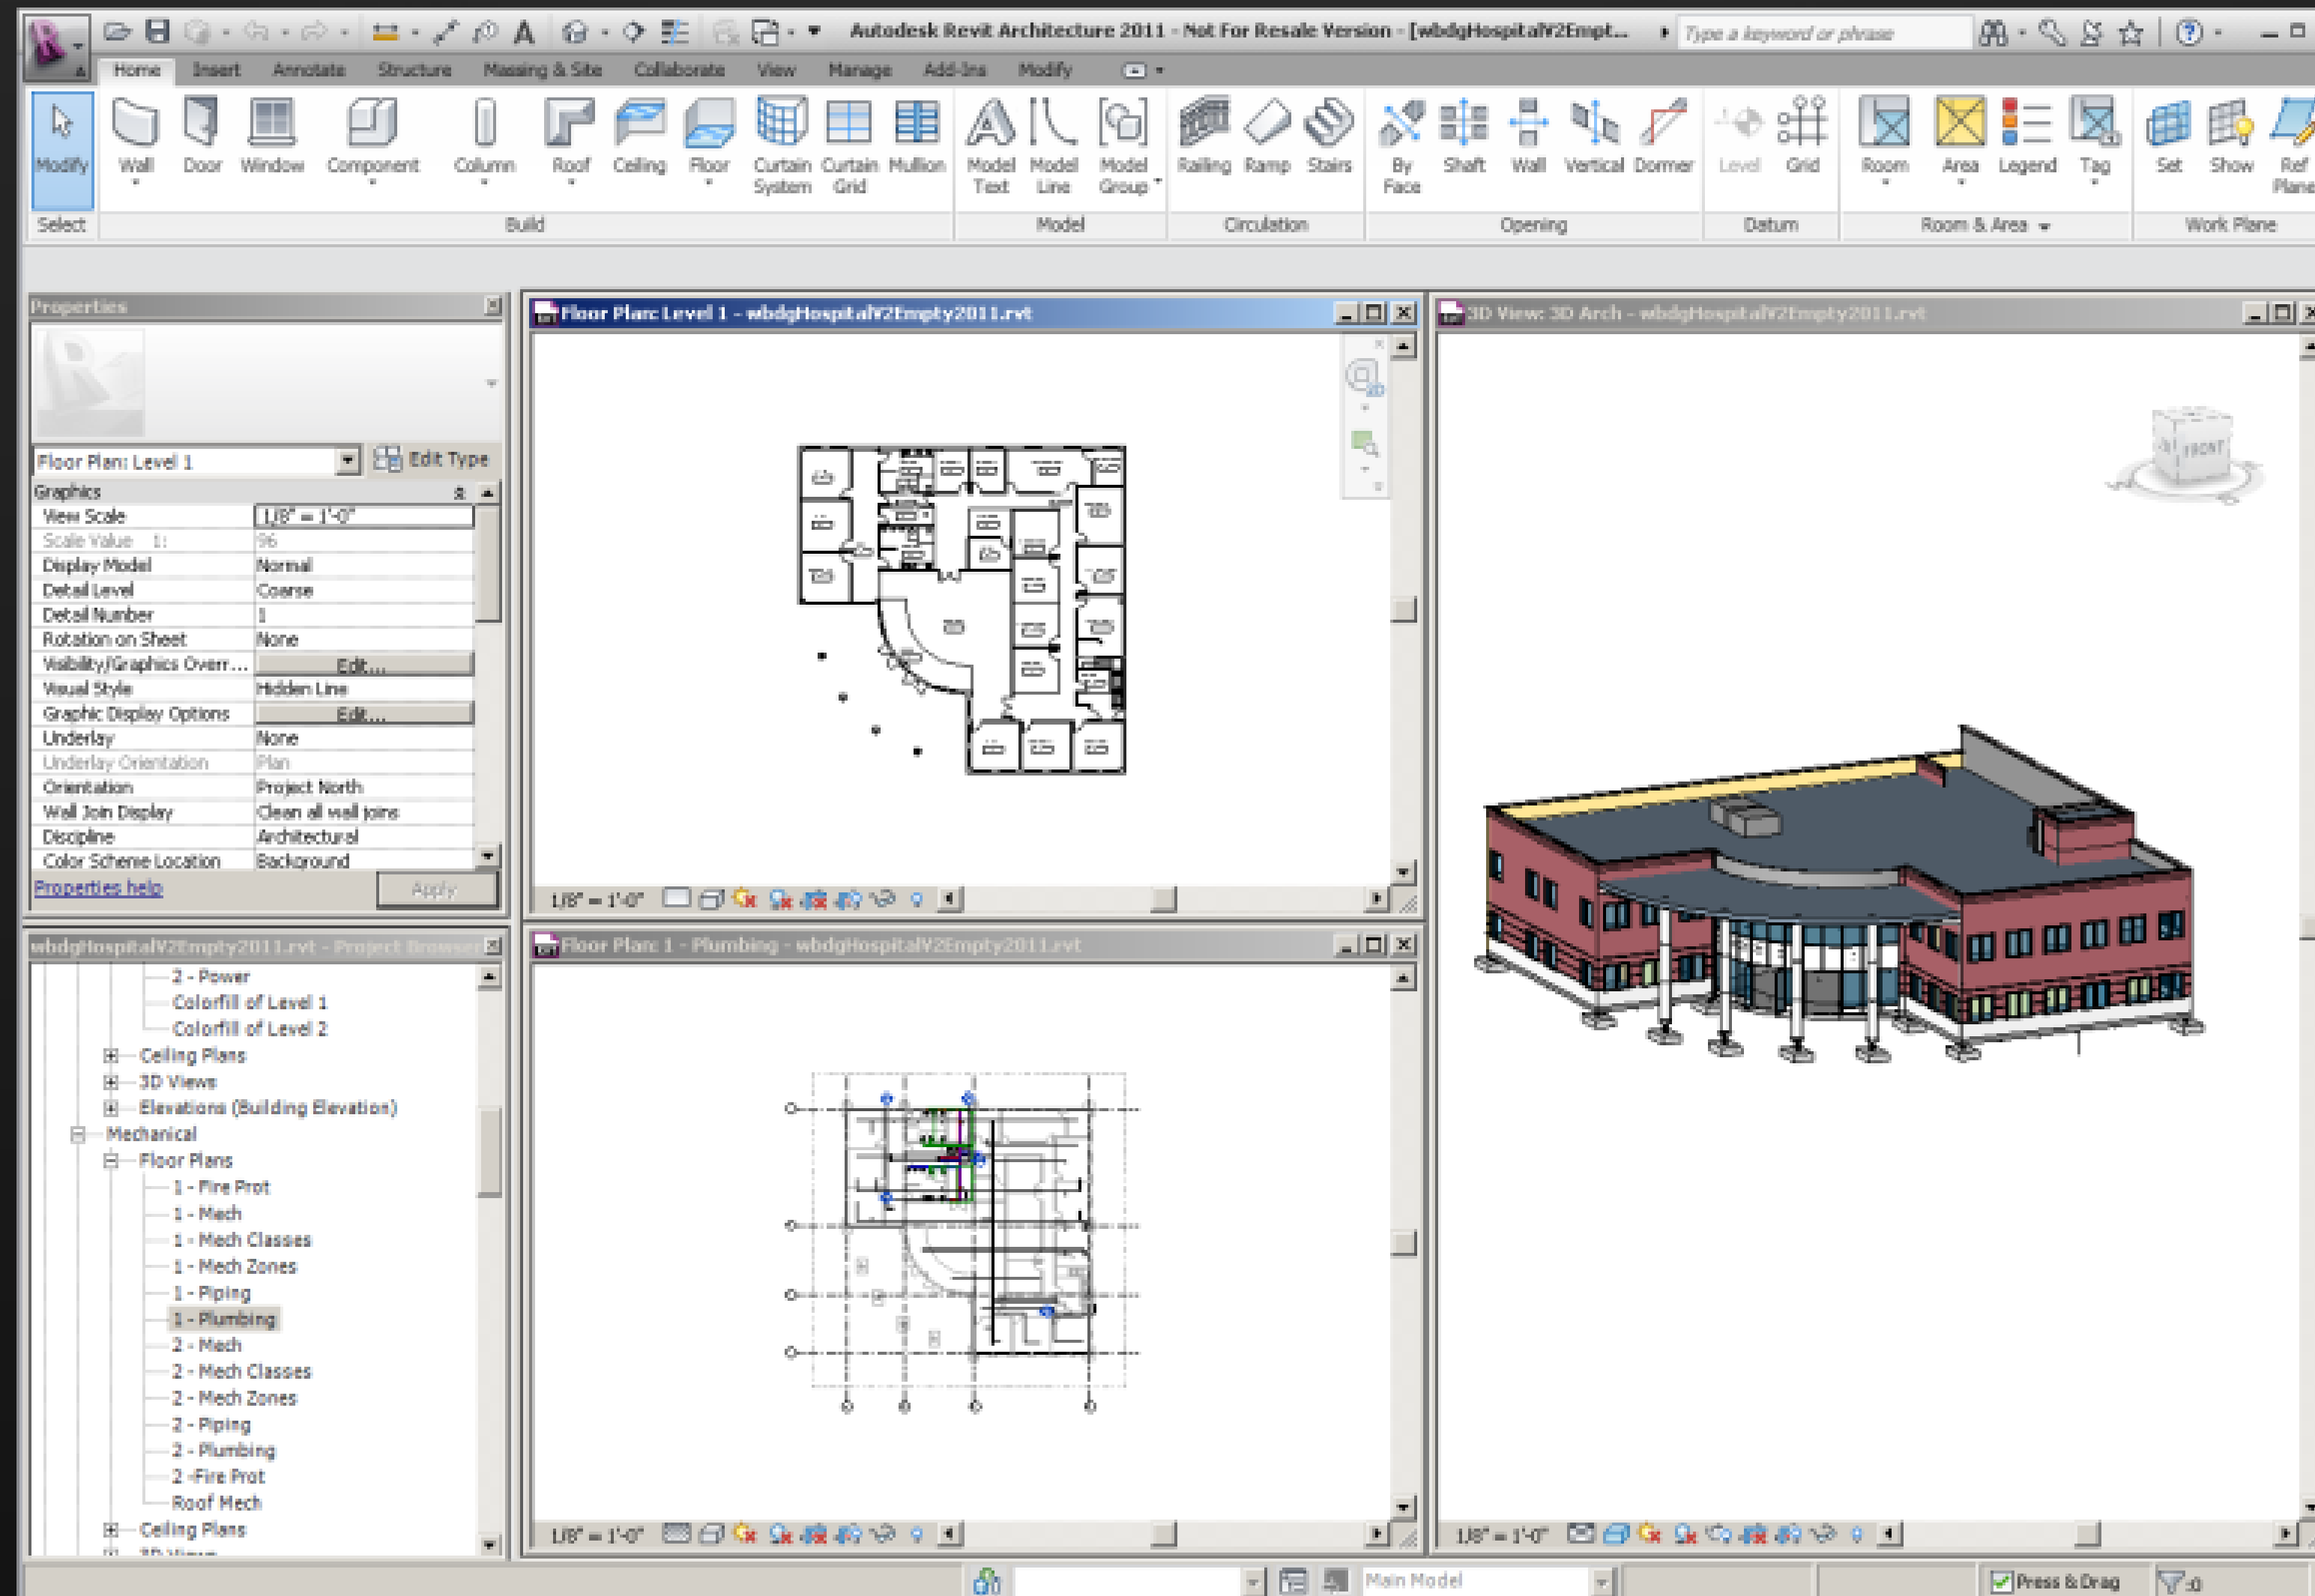 Autodesk Revit Architecture 2011 - Not For Resale Version - [wbdgHospitalV2Empt...
Type a keyword or phrase
Home Insert Annotate Structure Massing & Site Collaborate View Manage Add-Ins Modify
Modify Wall Door Window Component Column Roof Ceiling Floor Curtain System Curtain Grid Mullion Model Text Model Line Model Group Railing Ramp Stairs By Face Shaft Wall Vertical Dormer Level Grid Room Area Legend Tag Set Show Ref Plane
Select Build Model Circulation Opening Datum Room & Area Work Plane
Properties
Floor Plan: Level 1 Edit Type
Graphics
View Scale 1/8" = 1'-0"
Scale Value 1: 96
Display Model Normal
Detail Level Coarse
Detail Number 1
Rotation on Sheet None
Visibility/Graphics Overr... Edit...
Visual Style Hidden Line
Graphic Display Options Edit...
Underlay None
Underlay Orientation Plan
Orientation Project North
Wall Join Display Clean all wall joins
Discipline Architectural
Color Scheme Location Background
Properties help Apply
wbdgHospitalV2Empty2011.rvt - Project Browser
2 - Power
Colorfill of Level 1
Colorfill of Level 2
Ceiling Plans
3D Views
Elevations (Building Elevation)
Mechanical
Floor Plans
1 - Fire Prot
1 - Mech
1 - Mech Classes
1 - Mech Zones
1 - Piping
1 - Plumbing
2 - Mech
2 - Mech Classes
2 - Mech Zones
2 - Piping
2 - Plumbing
2 -Fire Prot
Roof Mech
Ceiling Plans
3D Views
Floor Plan: Level 1 - wbdgHospitalV2Empty2011.rvt
1/8" = 1'-0"
Floor Plan: 1 - Plumbing - wbdgHospitalV2Empty2011.rvt
1/8" = 1'-0"
3D View: 3D Arch - wbdgHospitalV2Empty2011.rvt
FRONT
1/8" = 1'-0"
Main Model
Press & Drag
:0